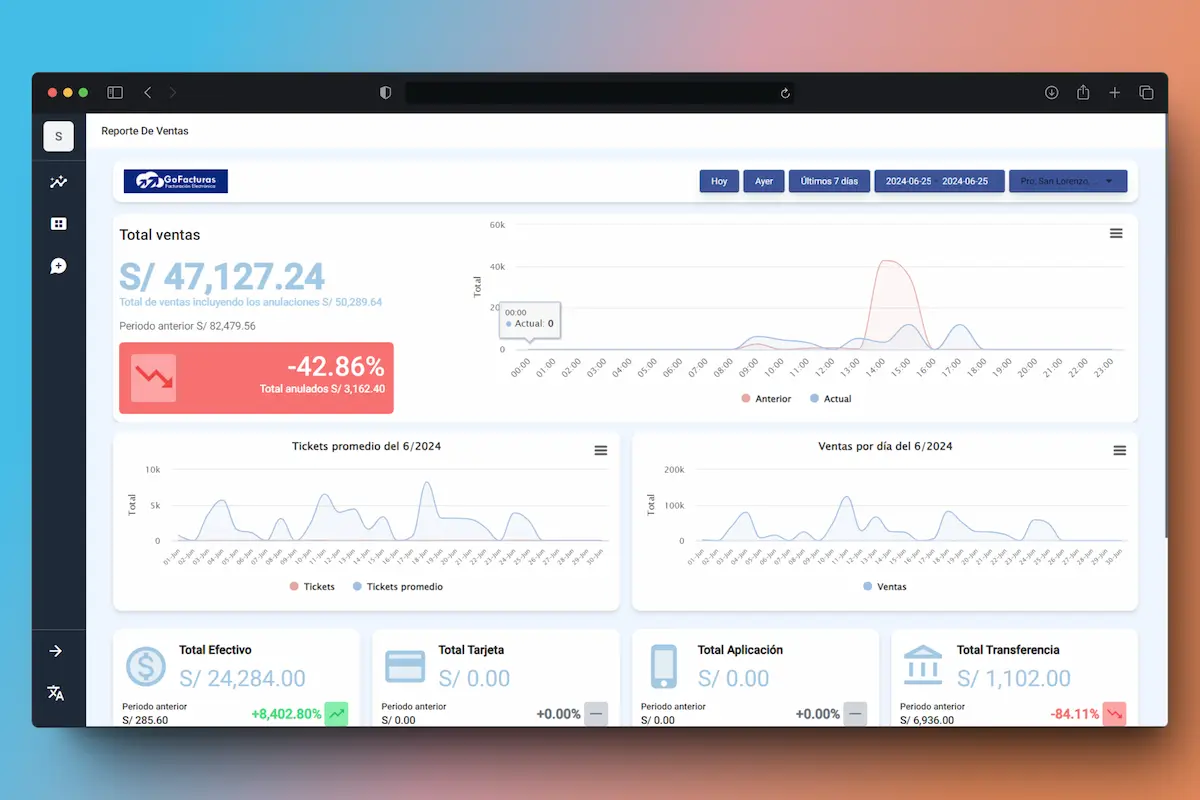 S
Reporte De Ventas
GoFacturas
Facturación Electrónica
Hoy
Ayer
Últimos 7 días
2024-06-25 2024-06-25
Pro. San Lorenzo, ...
Total ventas
S/ 47,127.24
Total de ventas incluyendo los anulaciones S/ 50,289.64
Periodo anterior S/ 82,479.56
-42.86%
Total anulados S/ 3,162.40
Total
60k
40k
20
0
00:00
Actual: 0
00:00 01:00 02:00 03:00 04:00 05:00 06:00 07:00 08:00 09:00 10:00 11:00 12:00 13:00 14:00 15:00 16:00 17:00 18:00 19:00 20:00 21:00 22:00 23:00
Anterior Actual
Tickets promedio del 6/2024
Total
10k
5k
0
01-Jun 02-Jun 03-Jun 04-Jun 05-Jun 06-Jun 07-Jun 08-Jun 09-Jun 10-Jun 11-Jun 12-Jun 13-Jun 14-Jun 15-Jun 16-Jun 17-Jun 18-Jun 19-Jun 20-Jun 21-Jun 22-Jun 23-Jun 24-Jun 25-Jun 26-Jun 27-Jun 28-Jun 29-Jun 30-Jun
Tickets Tickets promedio
Ventas por día del 6/2024
Total
200k
100k
0
01-Jun 02-Jun 03-Jun 04-Jun 05-Jun 06-Jun 07-Jun 08-Jun 09-Jun 10-Jun 11-Jun 12-Jun 13-Jun 14-Jun 15-Jun 16-Jun 17-Jun 18-Jun 19-Jun 20-Jun 21-Jun 22-Jun 23-Jun 24-Jun 25-Jun 26-Jun 27-Jun 28-Jun 29-Jun 30-Jun
Ventas
Total Efectivo
S/ 24,284.00
Periodo anterior
S/ 285.60
+8,402.80%
Total Tarjeta
S/ 0.00
Periodo anterior
S/ 0.00
+0.00%
Total Aplicación
S/ 0.00
Periodo anterior
S/ 0.00
+0.00%
Total Transferencia
S/ 1,102.00
Periodo anterior
S/ 6,936.00
-84.11%